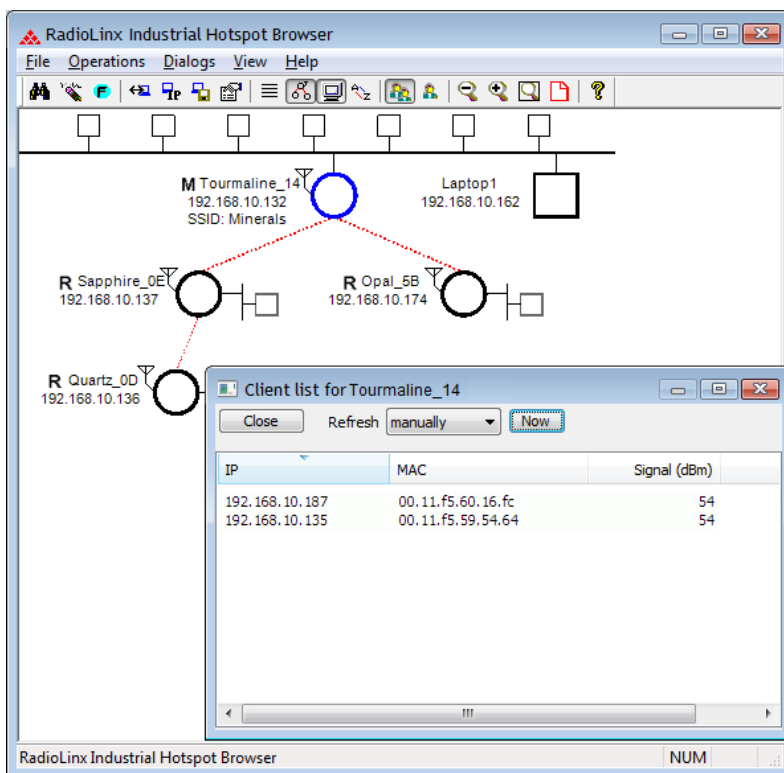 RadioLinx Industrial Hotspot Browser
File Operations Dialogs View Help
F IP A Z ?
M Tourmaline_14
192.168.10.132
SSID: Minerals
Laptop1
192.168.10.162
R Sapphire_0E
192.168.10.137
R Opal_5B
192.168.10.174
R Quartz_0D
192.168.10.136
Client list for Tourmaline_14
Close Refresh manually Now
IP MAC Signal (dBm)
192.168.10.187 00.11.f5.60.16.fc 54
192.168.10.135 00.11.f5.59.54.64 54
RadioLinx Industrial Hotspot Browser NUM